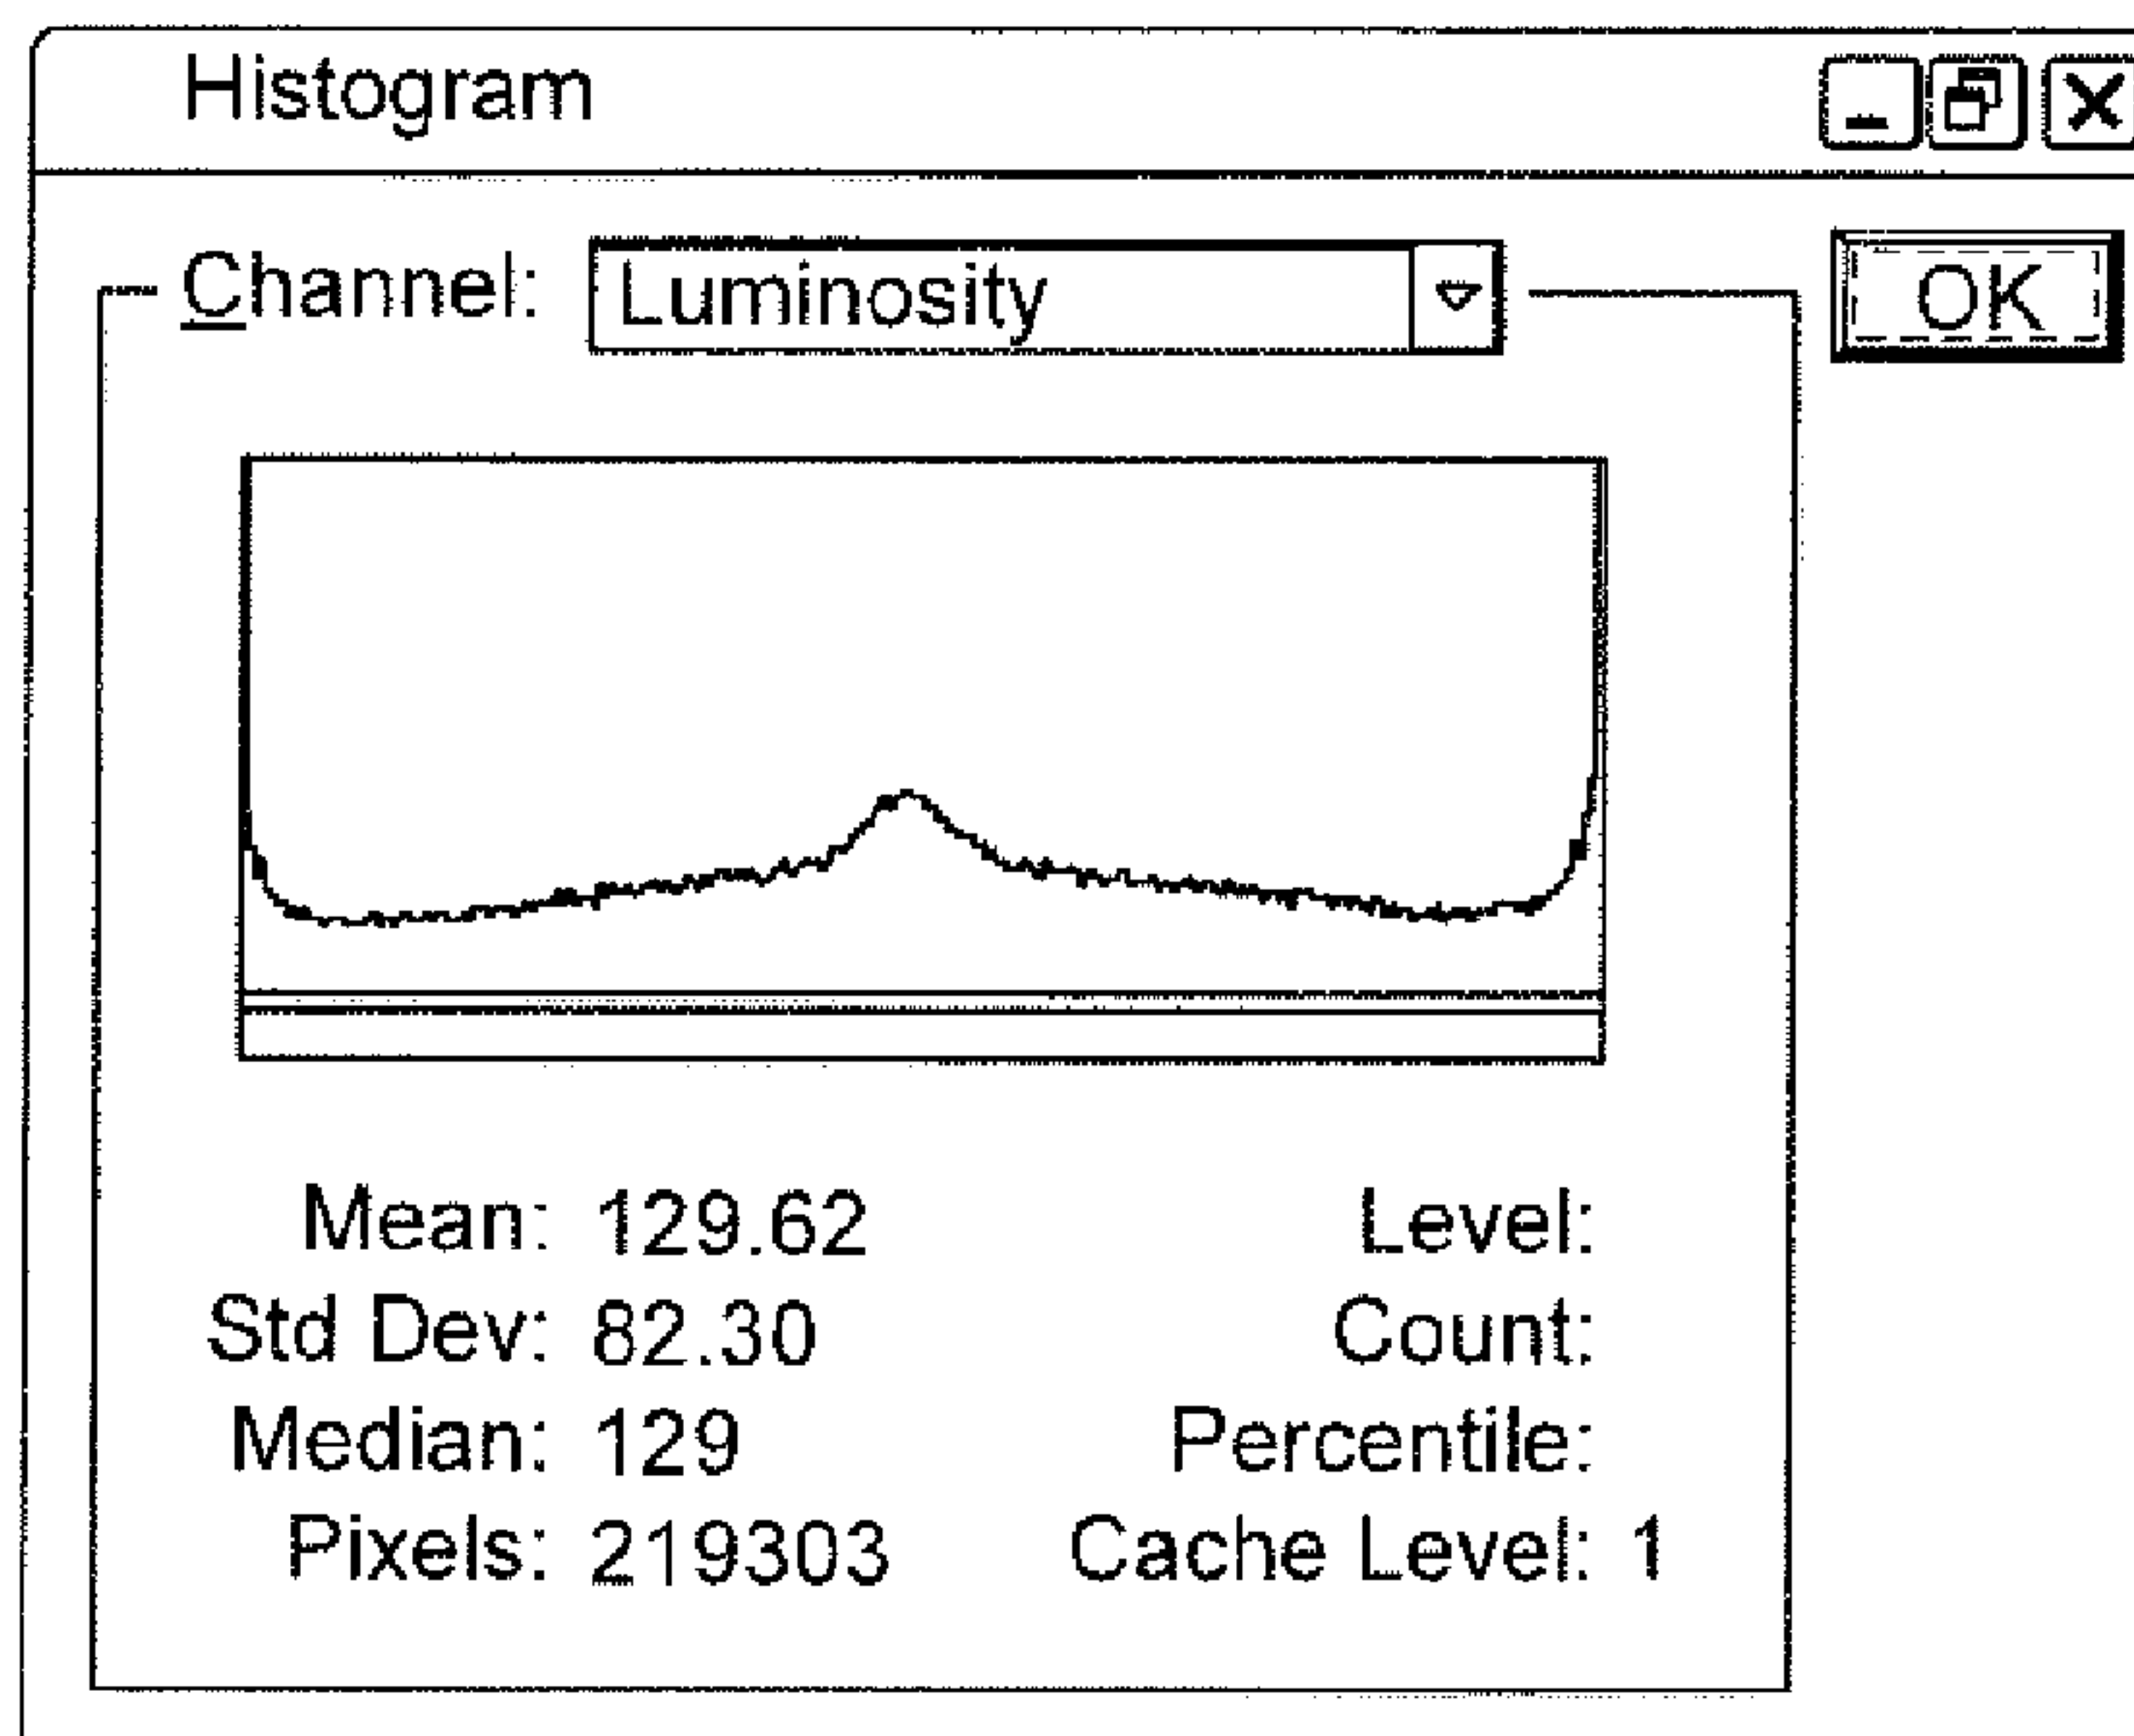 Histogram
Channel: Luminosity
OK
Mean: 129.62
Level:
Std Dev: 82.30
Count:
Median: 129
Percentile:
Pixels: 219303
Cache Level: 1